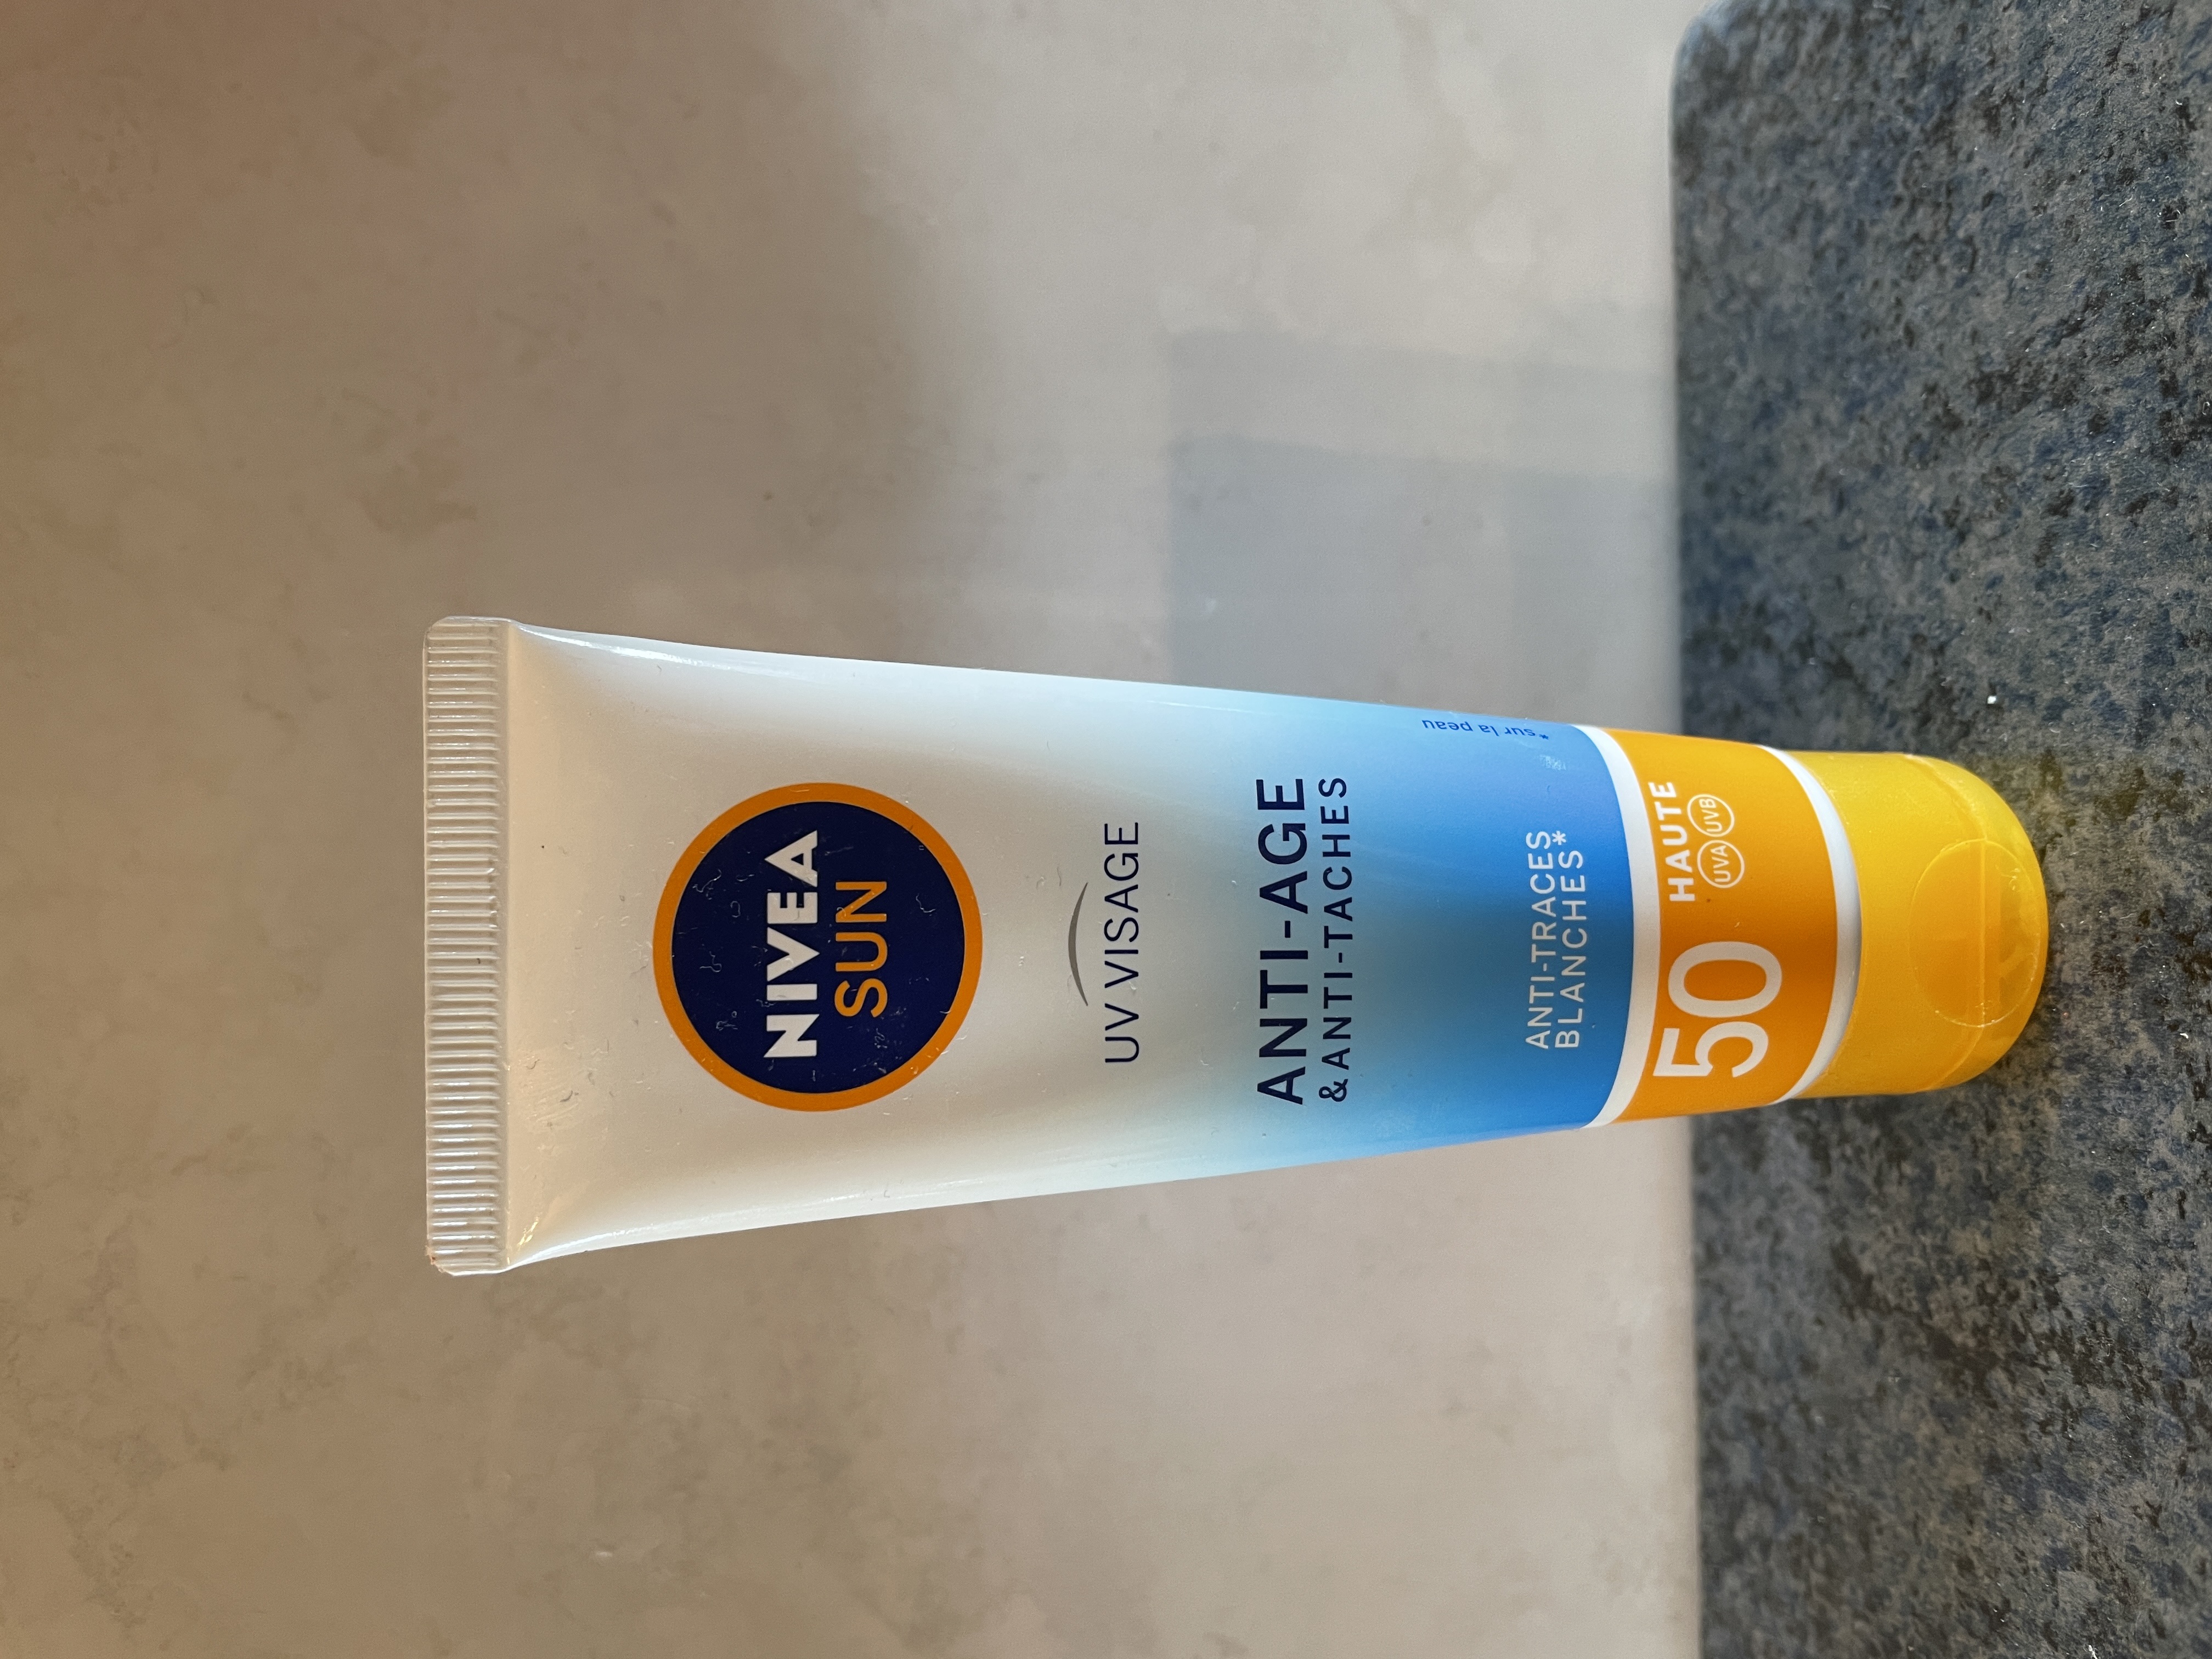 NIVEA
SUN
UV VISAGE
ANTI-AGE
& ANTI-TACHES
*sur la peau
ANTI-TRACES
BLANCHES*
50
HAUTE
UVA UVB